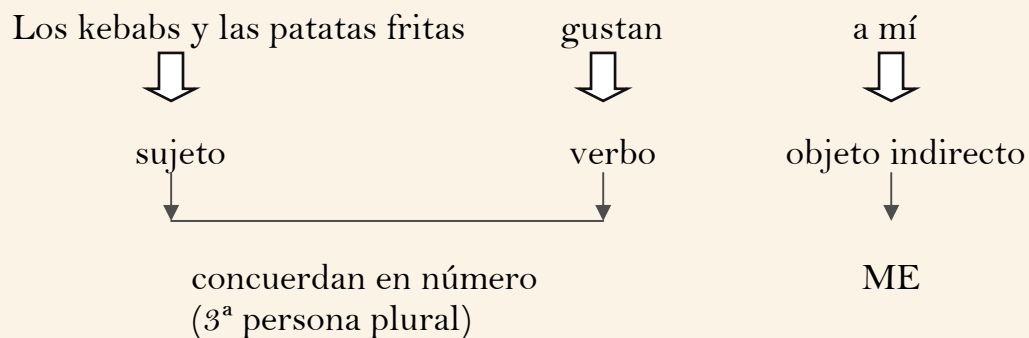 Los kebabs y las patatas fritas gustan a mí
sujeto verbo objeto indirecto
concuerdan en número ME
(3ª persona plural)